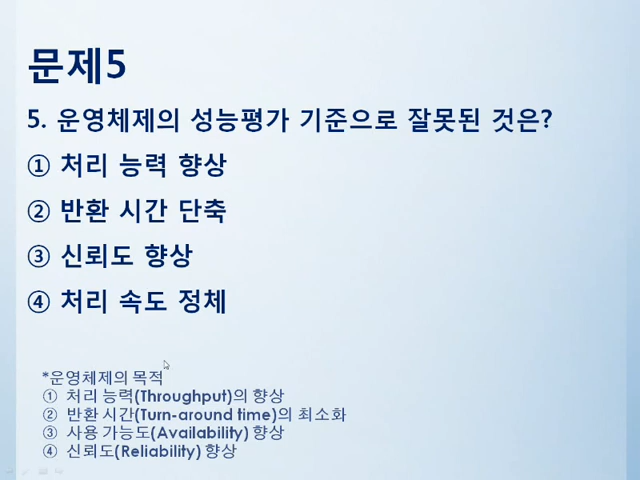 문제5
5. 운영체제의 성능평가 기준으로 잘못된 것은?
① 처리 능력 향상
② 반환 시간 단축
③ 신뢰도 향상
④ 처리 속도 정체
*운영체제의 목적
① 처리 능력(Throughput)의 향상
② 반환 시간(Turn-around time)의 최소화
③ 사용 가능도(Availability) 향상
④ 신뢰도(Reliability) 향상